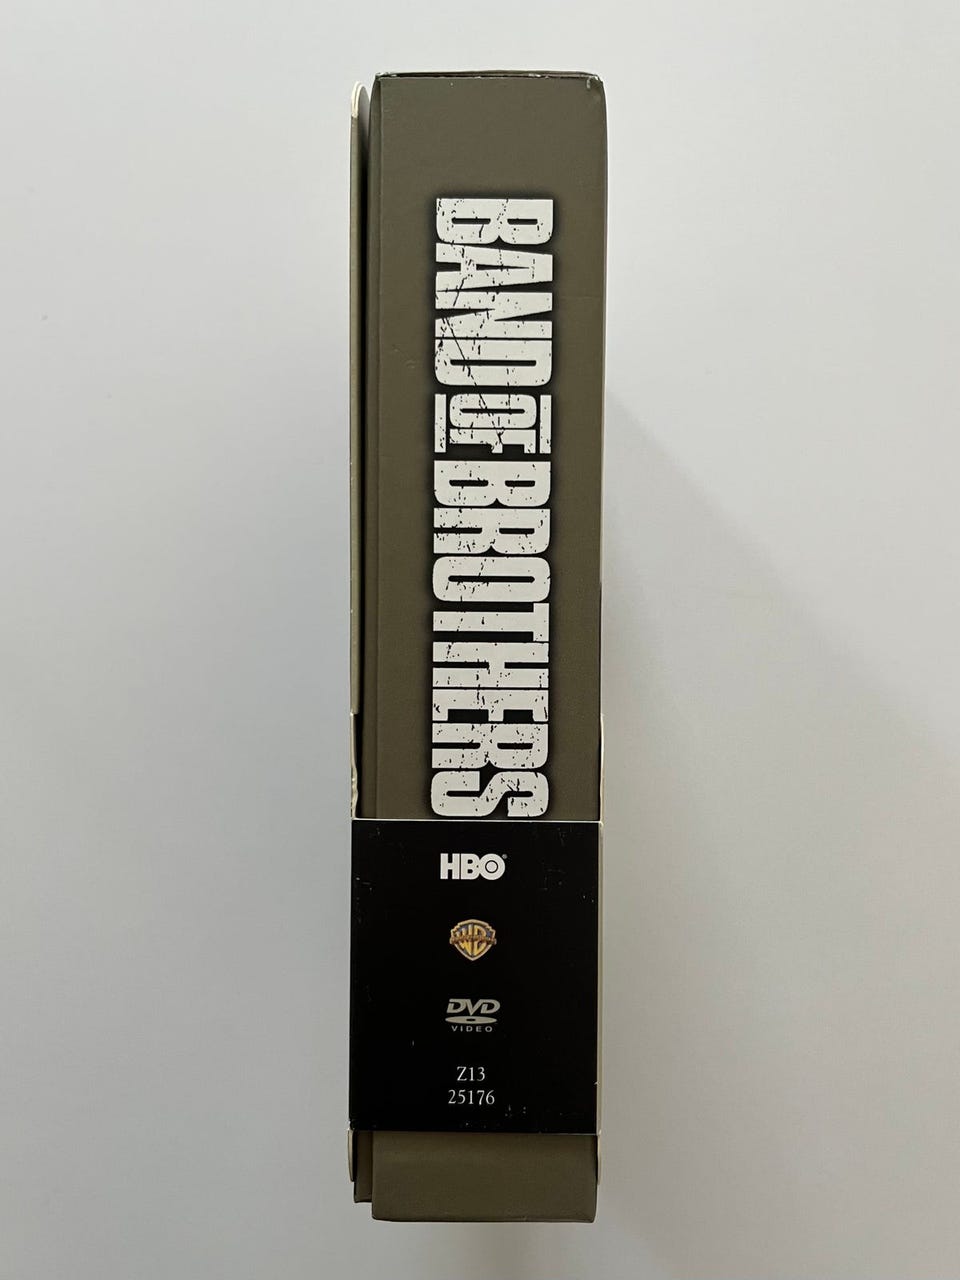 BAND OF BROTHERS
HBO®
DVD
VIDEO
Z13
25176